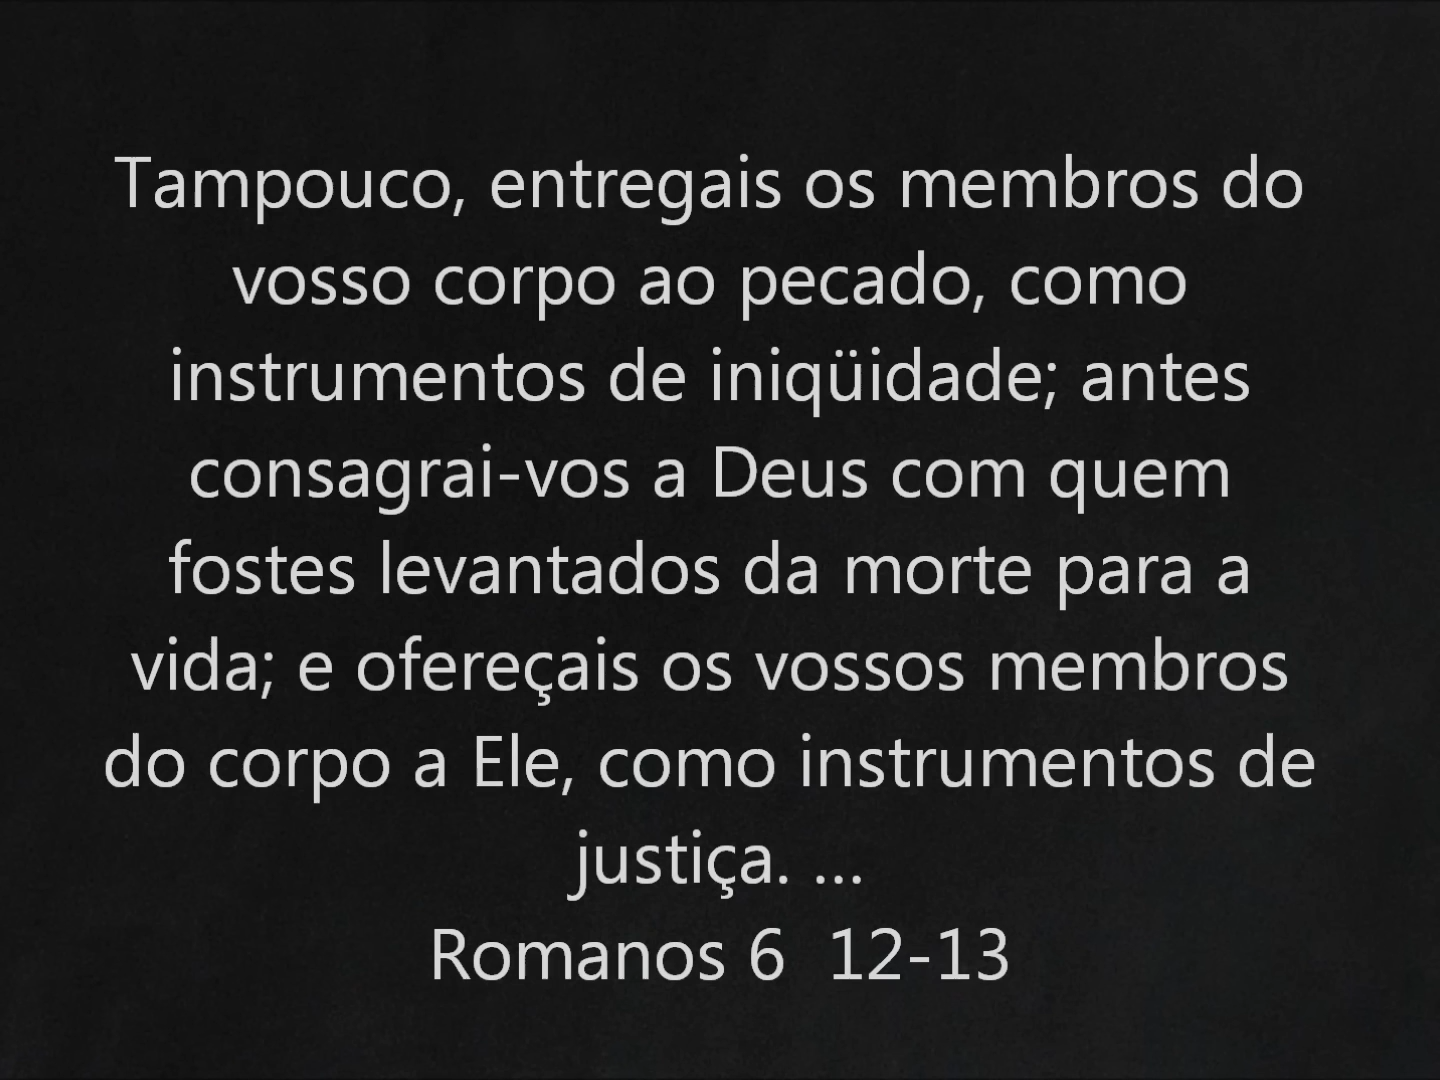 Tampouco, entregais os membros do
vosso corpo ao pecado, como
instrumentos de iniqüidade; antes
consagrai-vos a Deus com quem
fostes levantados da morte para a
vida; e ofereçais os vossos membros
do corpo a Ele, como instrumentos de
justiça. ...
Romanos 6  12-13